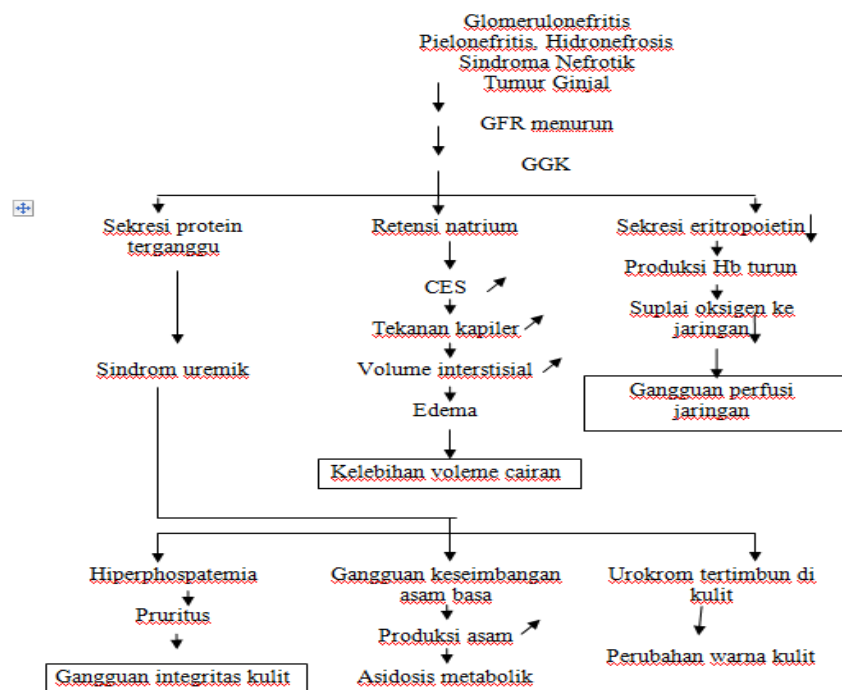 Glomerulonefritis
Pielonefritis, Hidronefrosis
Sindroma Nefrotik
Tumur Ginjal
GFR menurun
GGK
Sekresi protein
terganggu
Retensi natrium
Sekresi eritropoietin
CES
Produksi Hb turun
Tekanan kapiler
Suplai oksigen ke
jaringan
Sindrom uremik
Volume interstisial
Gangguan perfusi
jaringan
Edema
Kelebihan voleme cairan
Hiperphospatemia
Gangguan keseimbangan
asam basa
Urokrom tertimbun di
kulit
Pruritus
Produksi asam
Perubahan warna kulit
Gangguan integritas kulit
Asidosis metabolik